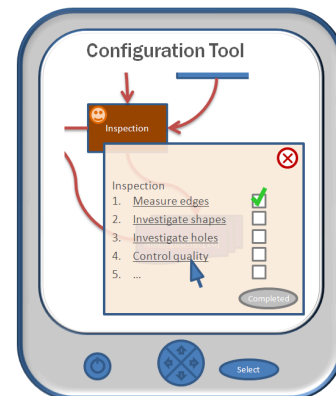 Configuration Tool
Inspection
Inspection
1. Measure edges
2. Investigate shapes
3. Investigate holes
4. Control quality
5. ...
Completed
Select